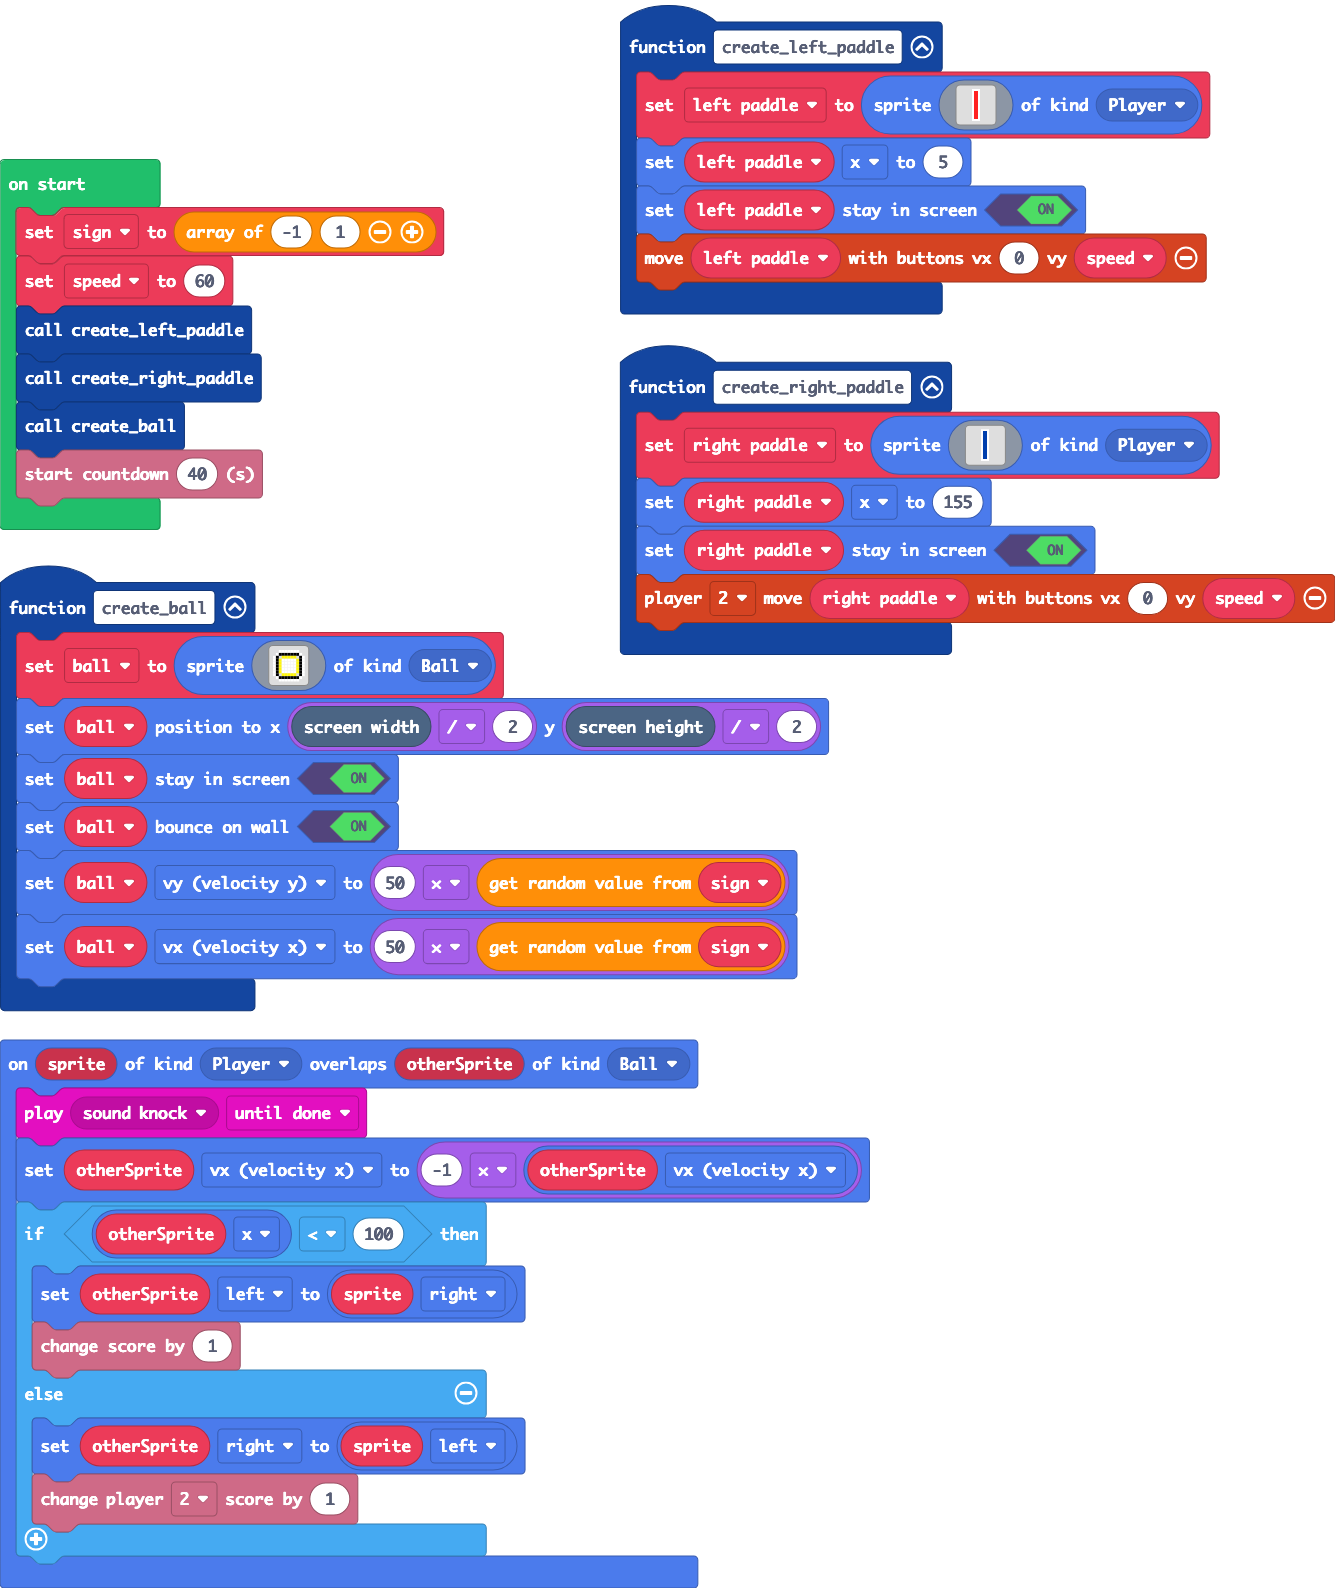 on start
set sign to array of -1 1
set speed to 60
call create_left_paddle
call create_right_paddle
call create_ball
start countdown 40 (s)
function create_left_paddle
set left paddle to sprite of kind Player
set left paddle x to 5
set left paddle stay in screen ON
move left paddle with buttons vx 0 vy speed
function create_right_paddle
set right paddle to sprite of kind Player
set right paddle x to 155
set right paddle stay in screen ON
player 2 move right paddle with buttons vx 0 vy speed
function create_ball
set ball to sprite of kind Ball
set ball position to x screen width / 2 y screen height / 2
set ball stay in screen ON
set ball bounce on wall ON
set ball vy (velocity y) to 50 x get random value from sign
set ball vx (velocity x) to 50 x get random value from sign
on sprite of kind Player overlaps otherSprite of kind Ball
play sound knock until done
set otherSprite vx (velocity x) to -1 x otherSprite vx (velocity x)
if otherSprite x < 100 then
set otherSprite left to sprite right
change score by 1
else
set otherSprite right to sprite left
change player 2 score by 1